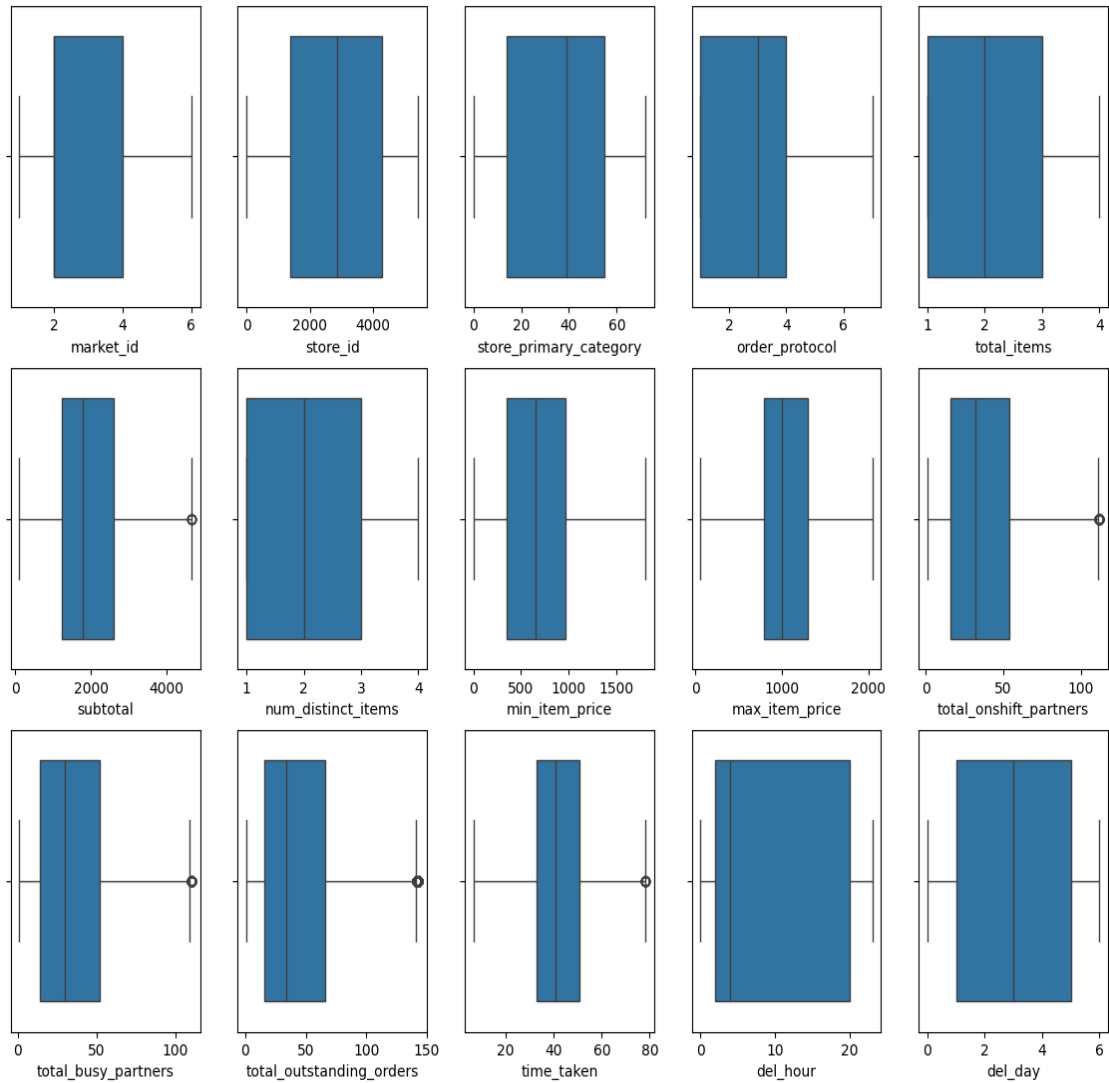 2 4 6
market_id
0 2000 4000
store_id
0 20 40 60
store_primary_category
2 4 6
order_protocol
1 2 3 4
total_items
0 2000 4000
subtotal
1 2 3 4
num_distinct_items
0 500 1000 1500
min_item_price
0 1000 2000
max_item_price
0 50 100
total_onshift_partners
0 50 100
total_busy_partners
0 50 100 150
total_outstanding_orders
20 40 60 80
time_taken
0 10 20
del_hour
0 2 4 6
del_day